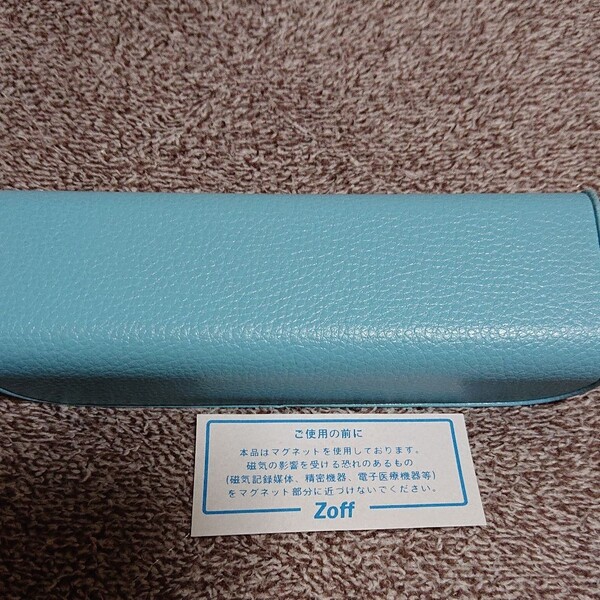 ご使用の前に
本品はマグネットを使用しております。
磁気の影響を受ける恐れのあるもの
(磁気記録媒体、精密機器、電子医療機器等)
をマグネット部分に近づけないでください。
Zoff